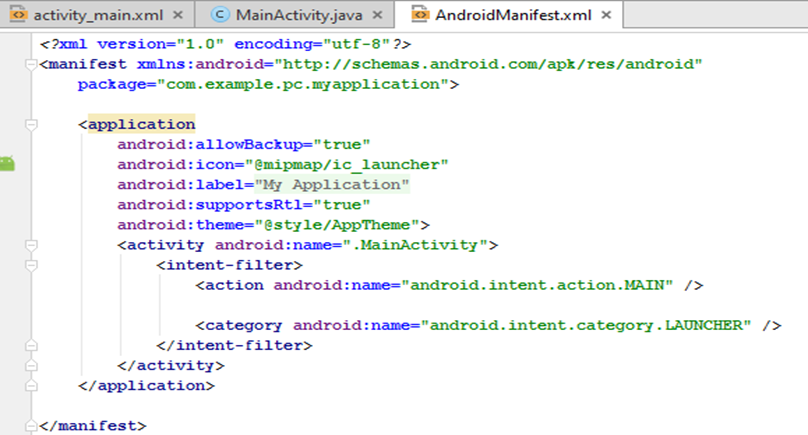 activity_main.xml MainActivity.java AndroidManifest.xml
<?xml version="1.0" encoding="utf-8"?>
<manifest xmlns:android="http://schemas.android.com/apk/res/android"
    package="com.example.pc.myapplication">

    <application
        android:allowBackup="true"
        android:icon="@mipmap/ic_launcher"
        android:label="My Application"
        android:supportsRtl="true"
        android:theme="@style/AppTheme">
        <activity android:name=".MainActivity">
            <intent-filter>
                <action android:name="android.intent.action.MAIN" />

                <category android:name="android.intent.category.LAUNCHER" />
            </intent-filter>
        </activity>
    </application>

</manifest>